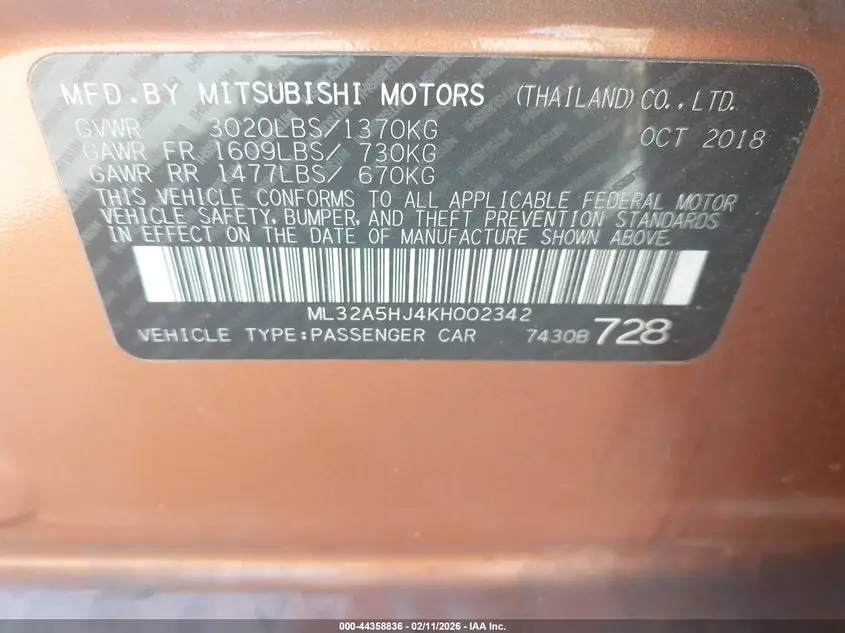 MFD.BY MITSUBISHI MOTORS (THAILAND)CO.,LTD.
GVWR 3020LBS/1370KG OCT 2018
GAWR FR 1609LBS/ 730KG
GAWR RR 1477LBS/ 670KG
THIS VEHICLE CONFORMS TO ALL APPLICABLE FEDERAL MOTOR
VEHICLE SAFETY, BUMPER, AND THEFT PREVENTION STANDARDS
IN EFFECT ON THE DATE OF MANUFACTURE SHOWN ABOVE.
ML32A5HJ4KH002342
VEHICLE TYPE:PASSENGER CAR 7430B 728
000-44358836 - 02/11/2026 - IAA Inc.